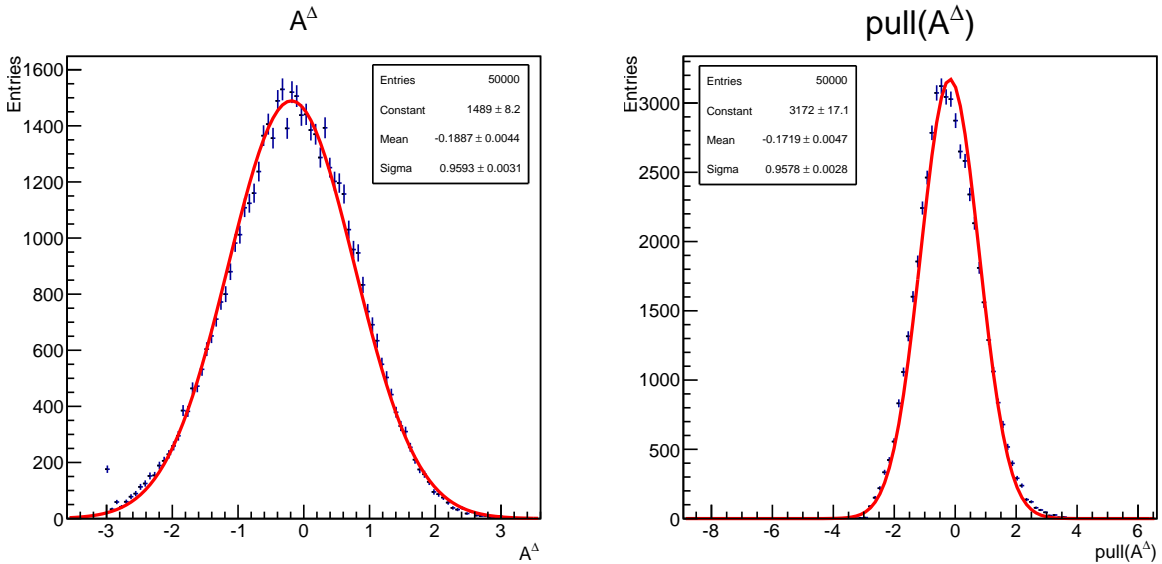 A^Δ
Entries
1600
1400
1200
1000
800
600
400
200
0
Entries 50000
Constant 1489 ± 8.2
Mean -0.1887 ± 0.0044
Sigma 0.9593 ± 0.0031
-3 -2 -1 0 1 2 3
A^Δ
pull(A^Δ)
Entries
3000
2500
2000
1500
1000
500
0
Entries 50000
Constant 3172 ± 17.1
Mean -0.1719 ± 0.0047
Sigma 0.9578 ± 0.0028
-8 -6 -4 -2 0 2 4 6
pull(A^Δ)